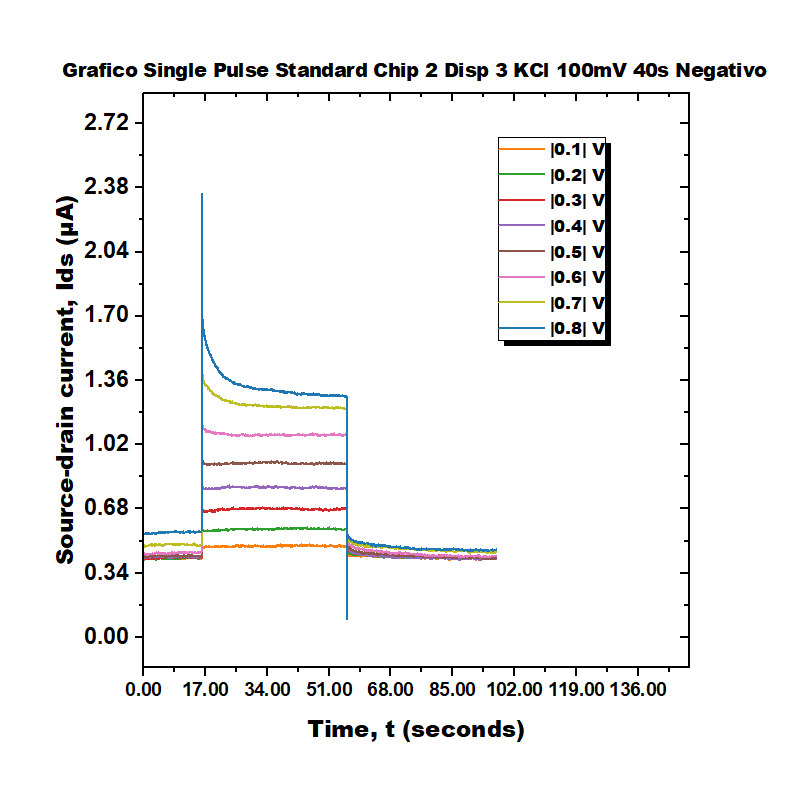 Grafico Single Pulse Standard Chip 2 Disp 3 KCl 100mV 40s Negativo
2.72
2.38
2.04
1.70
1.36
1.02
0.68
0.34
0.00
Source-drain current, Ids (µA)
|0.1| V
|0.2| V
|0.3| V
|0.4| V
|0.5| V
|0.6| V
|0.7| V
|0.8| V
0.00 17.00 34.00 51.00 68.00 85.00 102.00 119.00 136.00
Time, t (seconds)